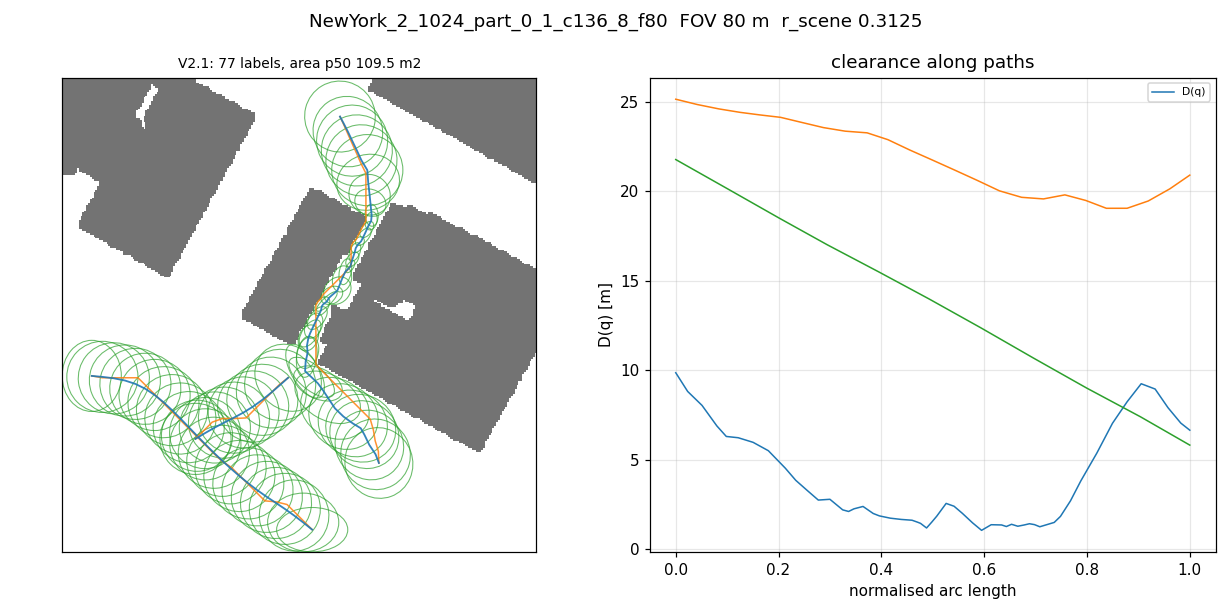 NewYork_2_1024_part_0_1_c136_8_f80 FOV 80 m r_scene 0.3125
V2.1: 77 labels, area p50 109.5 m2
clearance along paths
D(q)
25
20
15
10
5
0
D(q) [m]
0.0 0.2 0.4 0.6 0.8 1.0
normalised arc length